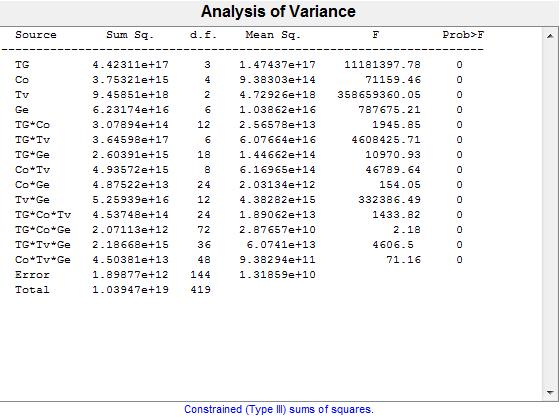 Analysis of Variance
Source Sum Sq. d.f. Mean Sq. F Prob>F
TG 4.42311e+17 3 1.47437e+17 11181397.78 0
Co 3.75321e+15 4 9.38303e+14 71159.46 0
Tv 9.45851e+18 2 4.72926e+18 358659360.05 0
Ge 6.23174e+16 6 1.03862e+16 787675.21 0
TG*Co 3.07894e+14 12 2.56578e+13 1945.85 0
TG*Tv 3.64598e+17 6 6.07664e+16 4608425.71 0
TG*Ge 2.60391e+15 18 1.44662e+14 10970.93 0
Co*Tv 4.93572e+15 8 6.16965e+14 46789.64 0
Co*Ge 4.87522e+13 24 2.03134e+12 154.05 0
Tv*Ge 5.25939e+16 12 4.38282e+15 332386.49 0
TG*Co*Tv 4.53748e+14 24 1.89062e+13 1433.82 0
TG*Co*Ge 2.07113e+12 72 2.87657e+10 2.18 0
TG*Tv*Ge 2.18668e+15 36 6.0741e+13 4606.5 0
Co*Tv*Ge 4.50381e+13 48 9.38294e+11 71.16 0
Error 1.89877e+12 144 1.31859e+10
Total 1.03947e+19 419
Constrained (Type III) sums of squares.